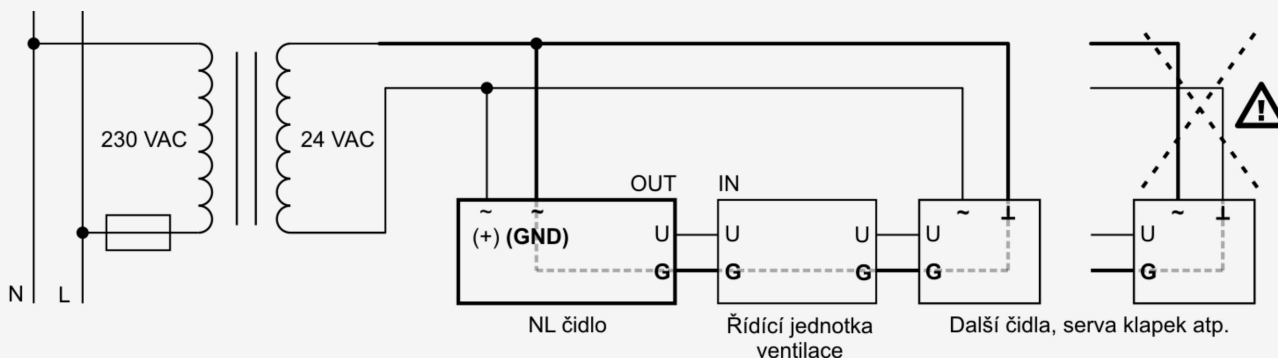 230 VAC
24 VAC
OUT
IN
~
~
~
⊥
~
⊥
(+) (GND)
U
U
U
U
U
G
G
G
G
G
N
L
NL čidlo
Řídící jednotka
ventilace
Další čidla, serva klapek atp.
!